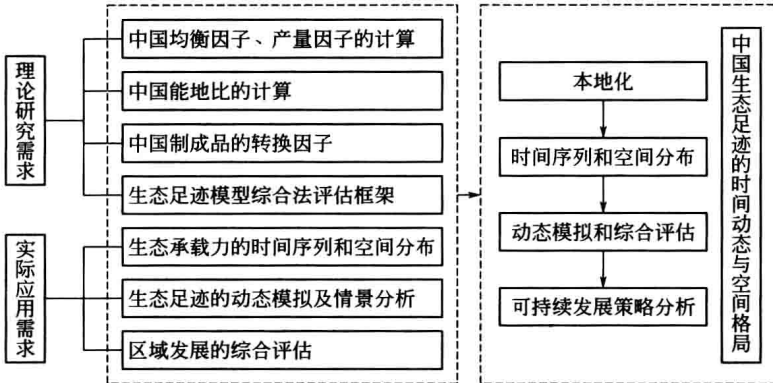 理论研究需求
中国均衡因子、产量因子的计算
中国能地比的计算
中国制成品的转换因子
生态足迹模型综合法评估框架
实际应用需求
生态承载力的时间序列和空间分布
生态足迹的动态模拟及情景分析
区域发展的综合评估
本地化
时间序列和空间分布
动态模拟和综合评估
可持续发展策略分析
中国生态足迹的时间动态与空间格局